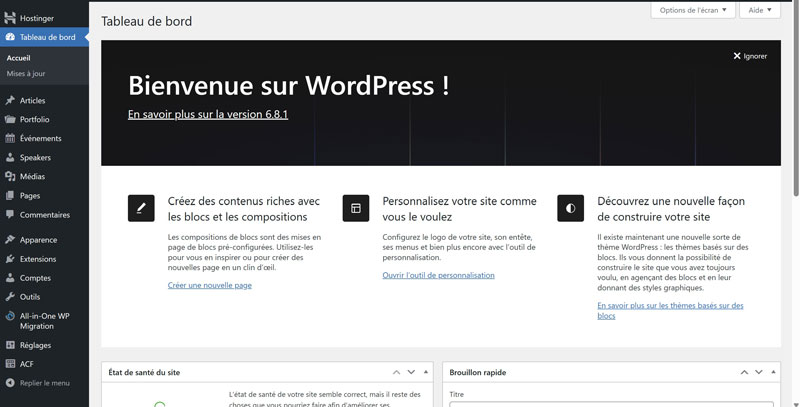 Hostinger
Tableau de bord
Accueil
Mises à jour
Articles
Portfolio
Événements
Speakers
Médias
Pages
Commentaires
Apparence
Extensions
Comptes
Outils
All-in-One WP
Migration
Réglages
ACF
Replier le menu
Options de l'écran
Aide
Tableau de bord
Ignorer
Bienvenue sur WordPress !
En savoir plus sur la version 6.8.1
Créez des contenus riches avec
les blocs et les compositions
Les compositions de blocs sont des mises en
page de blocs pré-configurées. Utilisez-les
pour vous en inspirer ou pour créer des
nouvelles page en un clin d'œil.
Créer une nouvelle page
Personnalisez votre site comme
vous le voulez
Configurez le logo de votre site, son entête,
ses menus et bien plus encore avec l'outil de
personnalisation.
Ouvrir l'outil de personnalisation
Découvrez une nouvelle façon
de construire votre site
Il existe maintenant une nouvelle sorte de
thème WordPress : les thèmes basés sur des
blocs. Ils vous donnent la possibilité de
construire le site que vous avez toujours
voulu, en agençant des blocs et en leur
donnant des styles graphiques.
En savoir plus sur les thèmes basés sur des
blocs
État de santé du site
L'état de santé de votre site semble correct, mais il reste des
choses que vous pourriez faire afin d'améliorer ses
Brouillon rapide
Titre